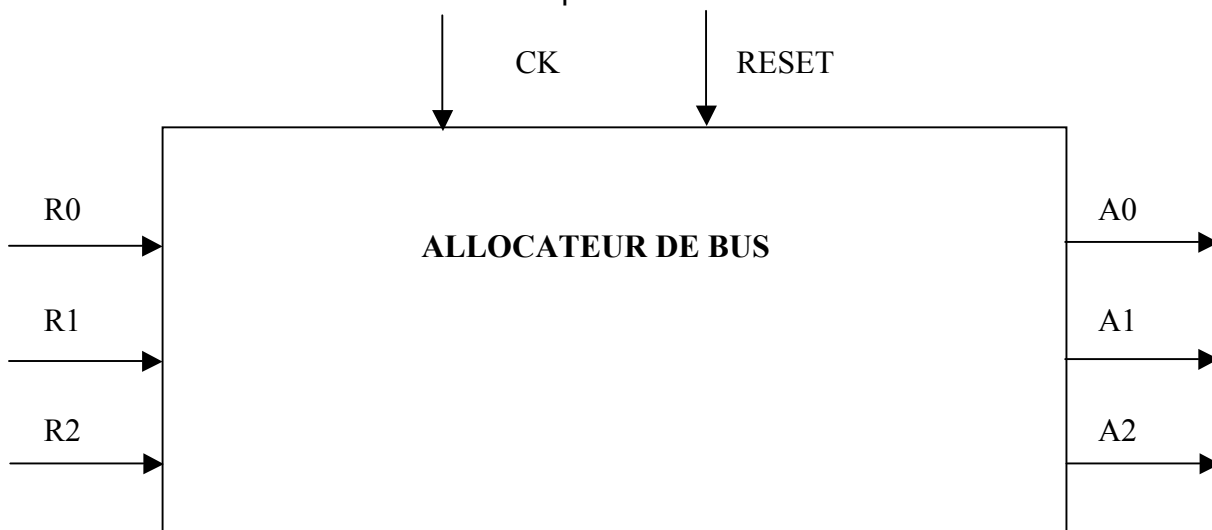 CK RESET
R0 A0
ALLOCATEUR DE BUS
R1 A1
R2 A2